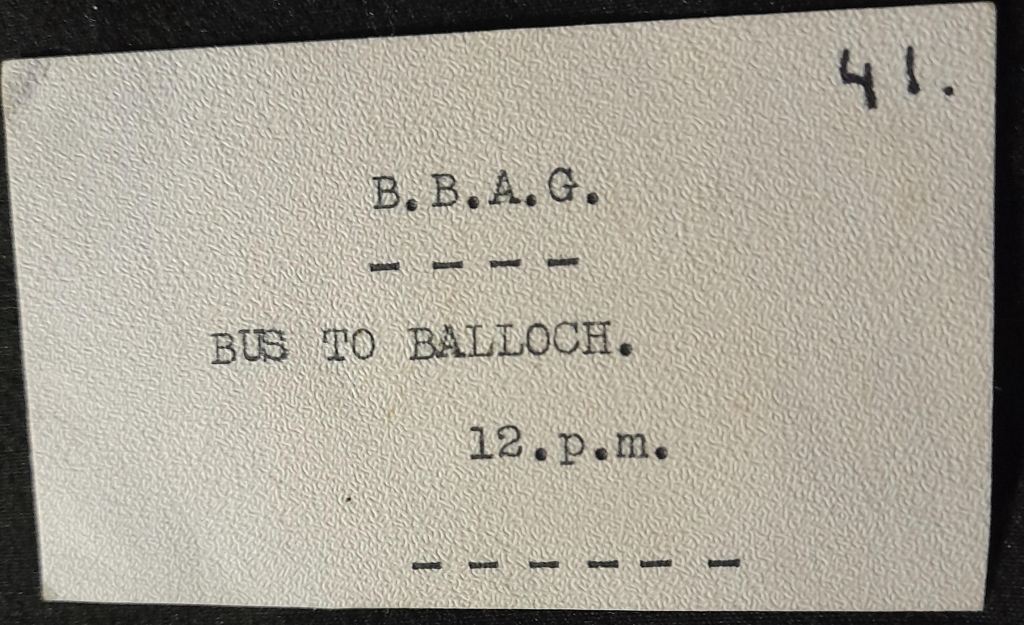 41.
B.B.A.G.
- - - -
BUS TO BALLOCH.
12.p.m.
- - - - - -